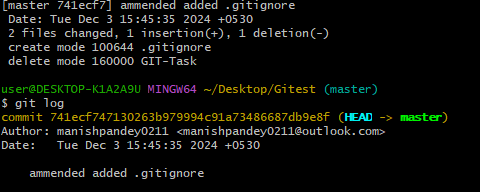 [master 741ecf7] ammended added .gitignore
Date: Tue Dec 3 15:45:35 2024 +0530
2 files changed, 1 insertion(+), 1 deletion(-)
create mode 100644 .gitignore
delete mode 160000 GIT-Task
user@DESKTOP-K1A2A9U MINGW64 ~/Desktop/Gitest (master)
$ git log
commit 741ecf747130263b979994c91a73486687db9e8f (HEAD -> master)
Author: manishpandey0211 <manishpandey0211@outlook.com>
Date:   Tue Dec 3 15:45:35 2024 +0530
ammended added .gitignore